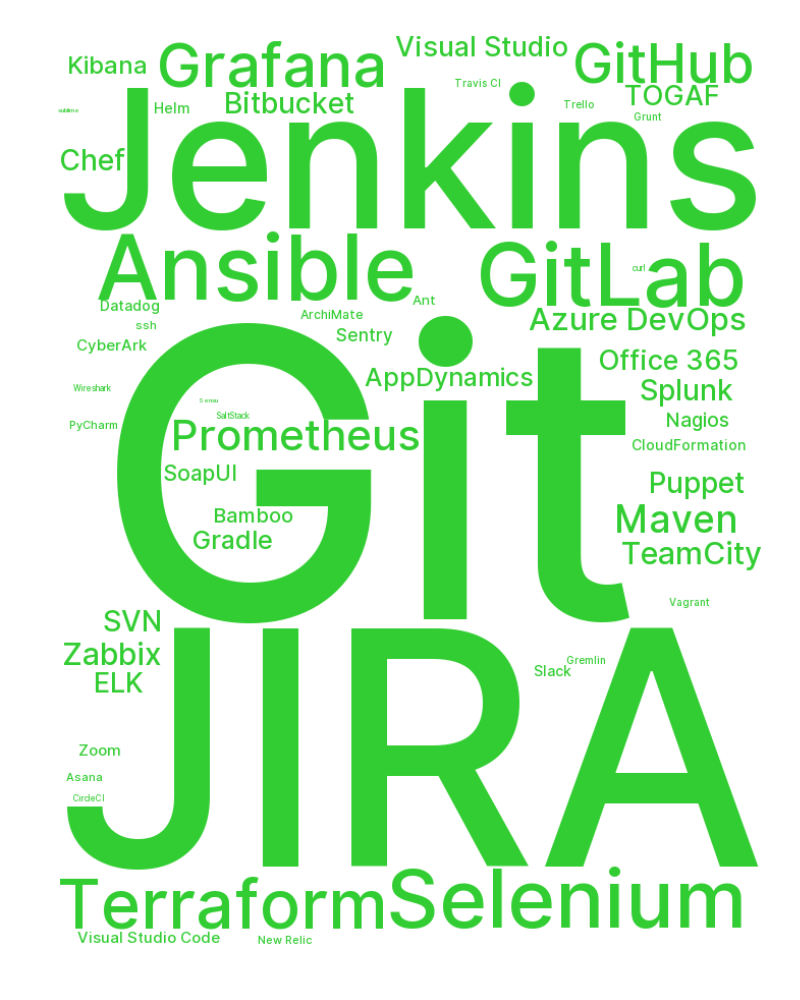 Visual Studio
Grafana
GitHub
Kibana
Travis CI
TOGAF
Helm
Bitbucket
Trello
sublime
Grunt
Jenkins
Chef
Ansible
GitLab
curl
Datadog
Ant
ArchiMate
Azure DevOps
ssh
Sentry
CyberArk
Office 365
AppDynamics
Wireshark
Splunk
Sensu
SaltStack
Nagios
PyCharm
Prometheus
CloudFormation
Git
SoapUI
Puppet
Bamboo
Maven
Gradle
TeamCity
Vagrant
SVN
Zabbix
Gremlin
Slack
ELK
JIRA
Zoom
Asana
CircleCI
Terraform
Selenium
Visual Studio Code
New Relic